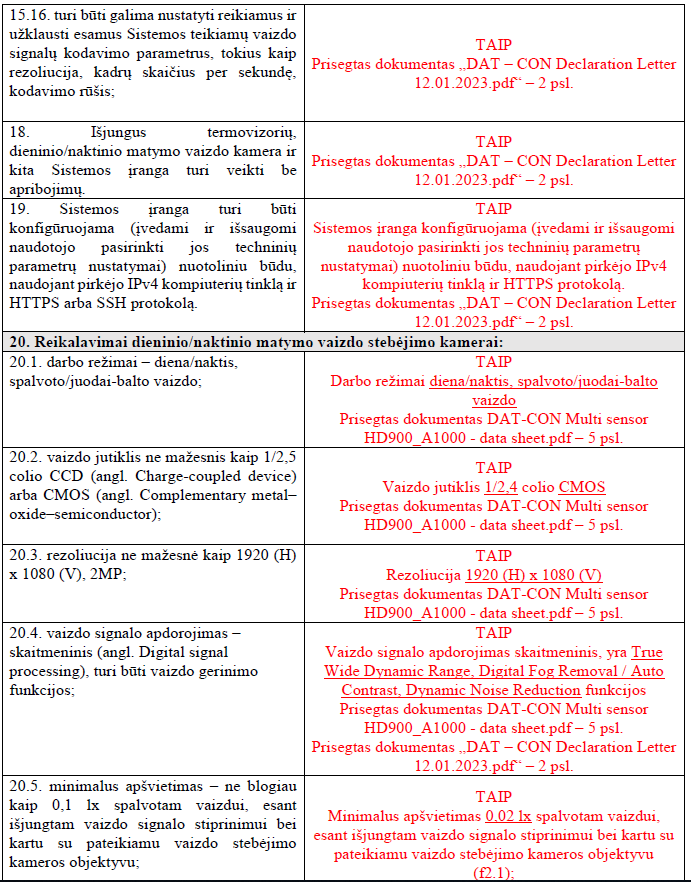 15.16. turi būti galima nustatyti reikiamus ir
užklausti esamus Sistemos teikiamų vaizdo
signalų kodavimo parametrus, tokius kaip
rezoliucija, kadrų skaičius per sekundę,
kodavimo rūšis;
TAIP
Prisegtas dokumentas „DAT – CON Declaration Letter
12.01.2023.pdf“ – 2 psl.
18. Išjungus termovizorių,
dieninio/naktinio matymo vaizdo kamera ir
kita Sistemos įranga turi veikti be
apribojimų.
TAIP
Prisegtas dokumentas „DAT – CON Declaration Letter
12.01.2023.pdf“ – 2 psl.
19. Sistemos įranga turi būti
konfigūruojama (įvedami ir išsaugomi
naudotojo pasirinkti jos techninių
parametrų nustatymai) nuotoliniu būdu,
naudojant pirkėjo IPv4 kompiuterių tinklą ir
HTTPS arba SSH protokolą.
TAIP
Sistemos įranga konfigūruojama (įvedami ir išsaugomi
naudotojo pasirinkti jos techninių parametrų
nustatymai) nuotoliniu būdu, naudojant pirkėjo IPv4
kompiuterių tinklą ir HTTPS protokolą.
Prisegtas dokumentas „DAT – CON Declaration Letter
12.01.2023.pdf“ – 2 psl.
20. Reikalavimai dieninio/naktinio matymo vaizdo stebėjimo kamerai:
20.1. darbo režimai – diena/naktis,
spalvoto/juodai-balto vaizdo;
TAIP
Darbo režimai diena/naktis, spalvoto/juodai-balto
vaizdo
Prisegtas dokumentas DAT-CON Multi sensor
HD900_A1000 - data sheet.pdf – 5 psl.
20.2. vaizdo jutiklis ne mažesnis kaip 1/2,5
colio CCD (angl. Charge-coupled device)
arba CMOS (angl. Complementary metal–
oxide–semiconductor);
TAIP
Vaizdo jutiklis 1/2,4 colio CMOS
Prisegtas dokumentas DAT-CON Multi sensor
HD900_A1000 - data sheet.pdf – 5 psl.
20.3. rezoliucija ne mažesnė kaip 1920 (H)
x 1080 (V), 2MP;
TAIP
Rezoliucija 1920 (H) x 1080 (V)
Prisegtas dokumentas DAT-CON Multi sensor
HD900_A1000 - data sheet.pdf – 5 psl.
20.4. vaizdo signalo apdorojimas –
skaitmeninis (angl. Digital signal
processing), turi būti vaizdo gerinimo
funkcijos;
TAIP
Vaizdo signalo apdorojimas skaitmeninis, yra True
Wide Dynamic Range, Digital Fog Removal / Auto
Contrast, Dynamic Noise Reduction funkcijos
Prisegtas dokumentas DAT-CON Multi sensor
HD900_A1000 - data sheet.pdf – 5 psl.
Prisegtas dokumentas „DAT – CON Declaration Letter
12.01.2023.pdf“ – 2 psl.
20.5. minimalus apšvietimas – ne blogiau
kaip 0,1 lx spalvotam vaizdui, esant
išjungtam vaizdo signalo stiprinimui bei
kartu su pateikiamu vaizdo stebėjimo
kameros objektyvu;
TAIP
Minimalus apšvietimas 0,02 lx spalvotam vaizdui,
esant išjungtam vaizdo signalo stiprinimui bei kartu su
pateikiamu vaizdo stebėjimo kameros objektyvu
(f2.1);